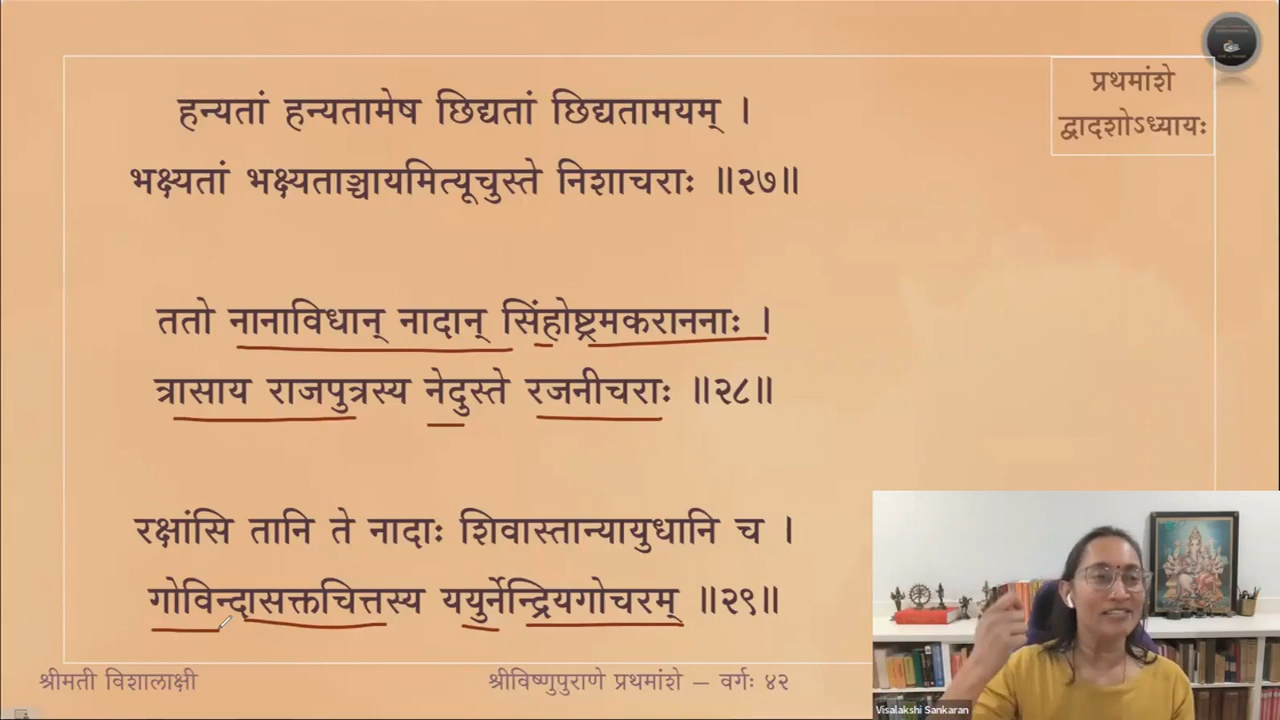 प्रथमांशे
द्वादशोऽध्यायः
हन्यतां हन्यतामेष छिद्यतां छिद्यतामयम् ।
भक्ष्यतां भक्ष्यताञ्चायमित्यूचुस्ते निशाचराः ॥२७॥
ततो नानाविधान् नादान् सिंहोष्ट्रमकराननाः ।
त्रासाय राजपुत्रस्य नेदुस्ते रजनीचराः ॥२८॥
रक्षांसि तानि ते नादाः शिवास्तान्यायुधानि च ।
गोविन्दासक्तचित्तस्य ययुर्नेन्द्रियगोचरम् ॥२९॥
श्रीमती विशालाक्षी
श्रीविष्णुपुराणे प्रथमांशे – वर्गः ४२
Visalakshi Sankaran